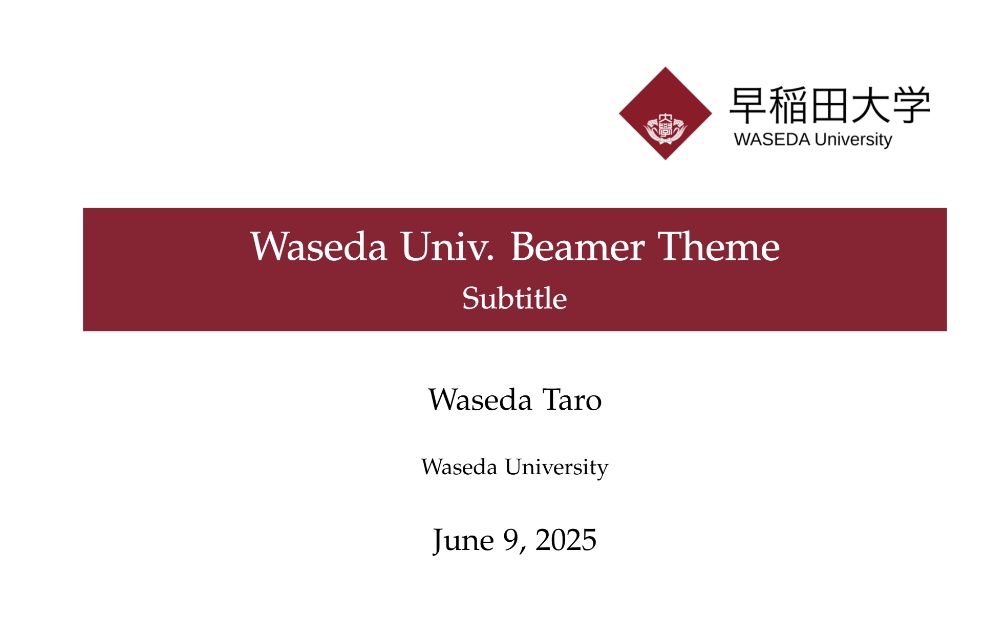 早稲田大学
WASEDA University
Waseda Univ. Beamer Theme
Subtitle
Waseda Taro
Waseda University
June 9, 2025